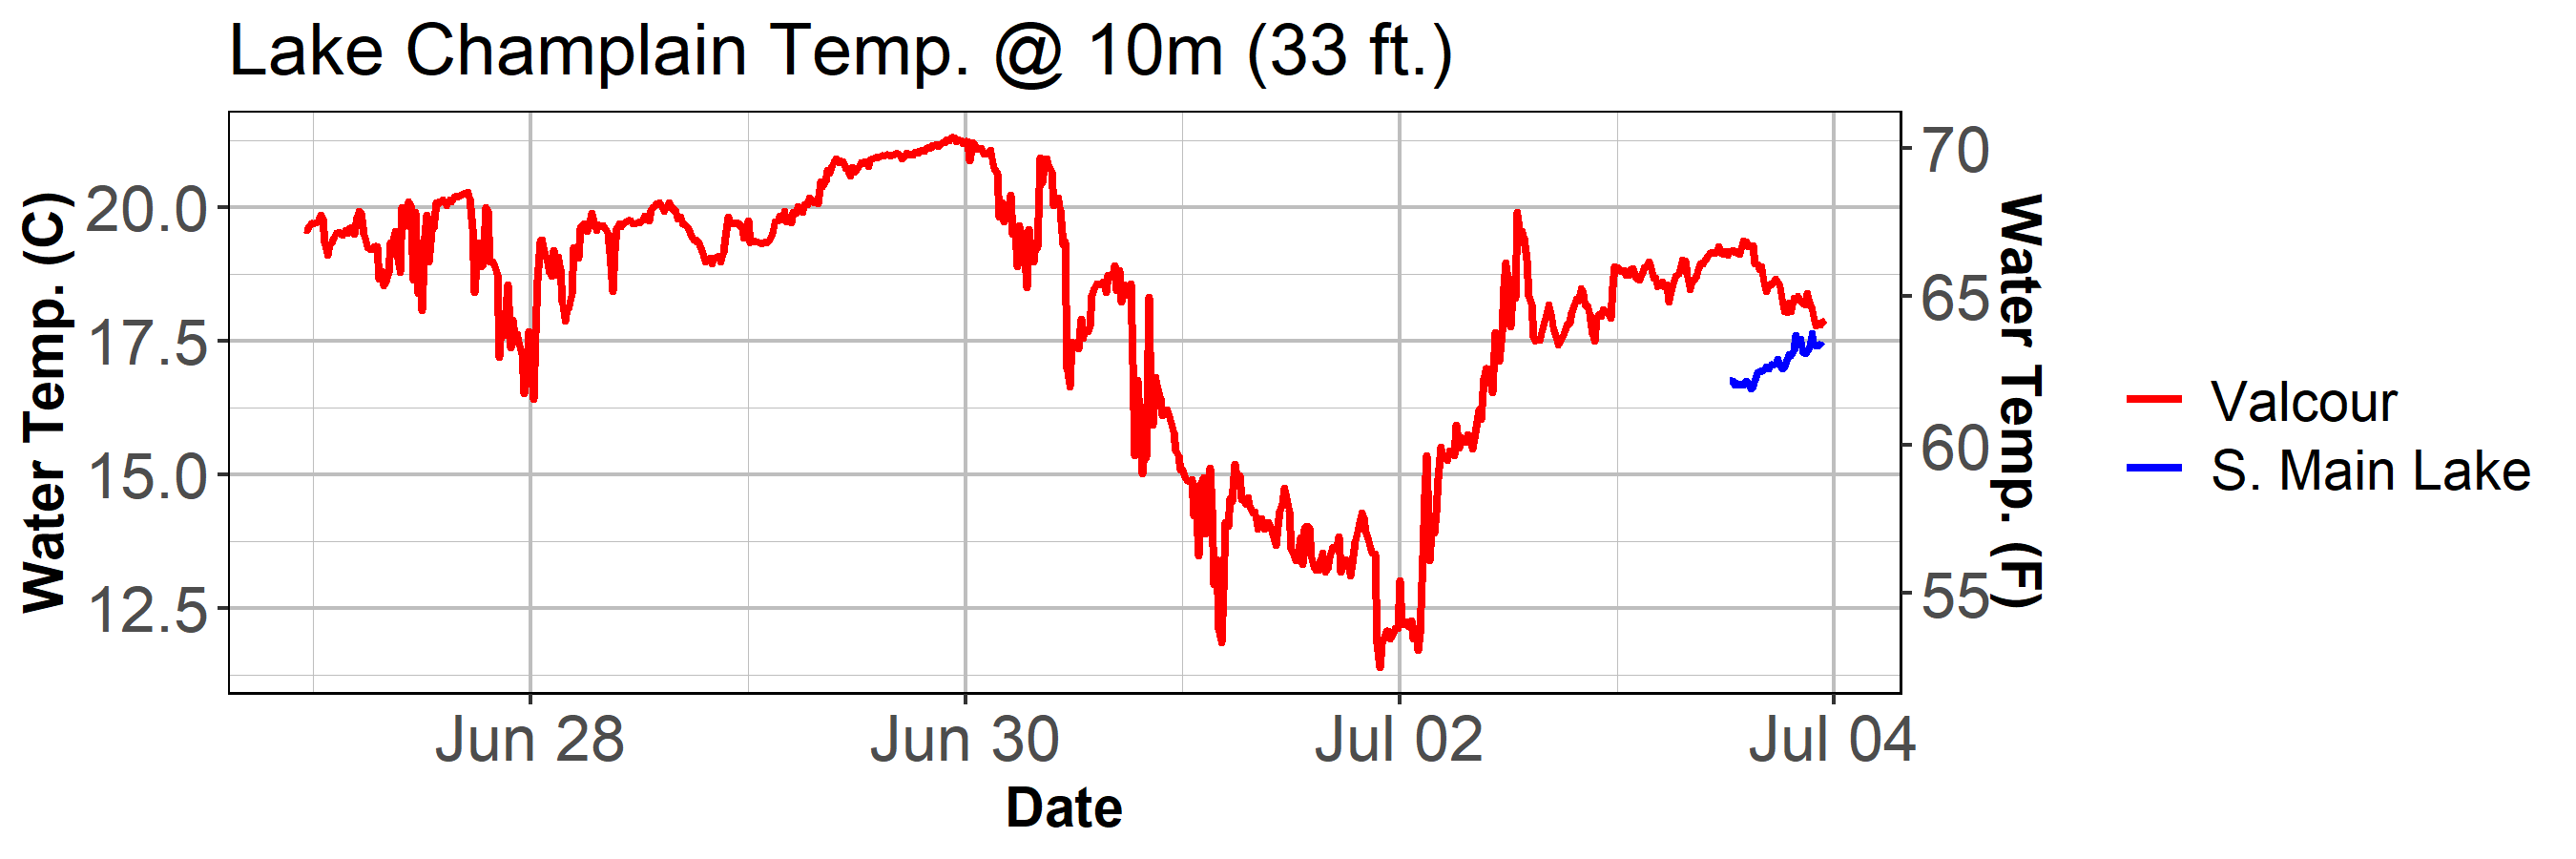 Lake Champlain Temp. @ 10m (33 ft.)
Water Temp. (C)
20.0
17.5
15.0
12.5
70
65
60
55
Water Temp. (F)
Jun 28
Jun 30
Jul 02
Jul 04
Date
Valcour
S. Main Lake